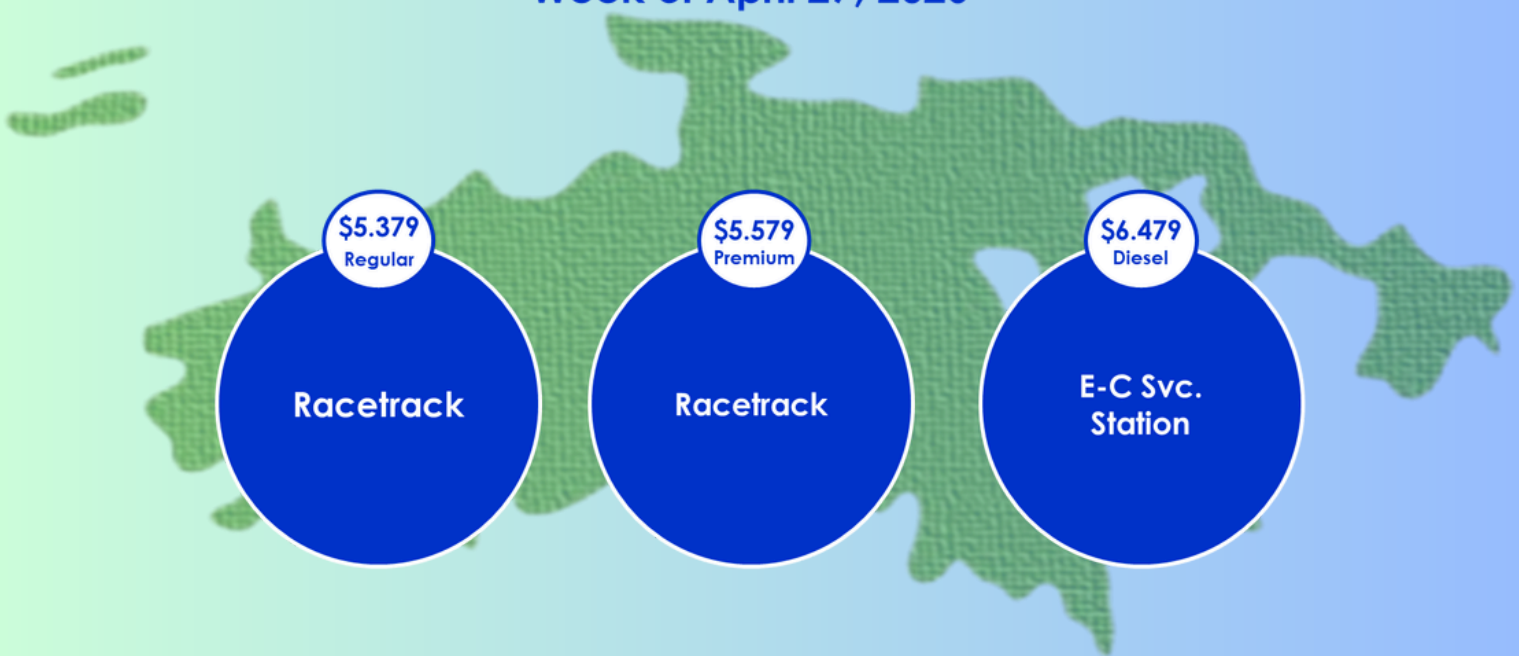 $5.379
Regular
$5.579
Premium
$6.479
Diesel
Racetrack
Racetrack
E-C Svc.
Station